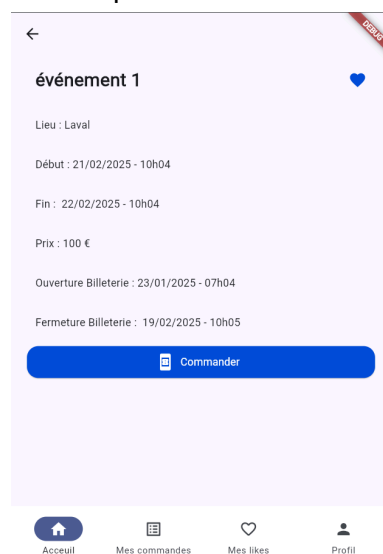 DEBUG
événement 1
Lieu : Laval
Début : 21/02/2025 - 10h04
Fin :  22/02/2025 - 10h04
Prix : 100 €
Ouverture Billeterie : 23/01/2025 - 07h04
Fermeture Billeterie :  19/02/2025 - 10h05
Commander
Acceuil Mes commandes Mes likes Profil